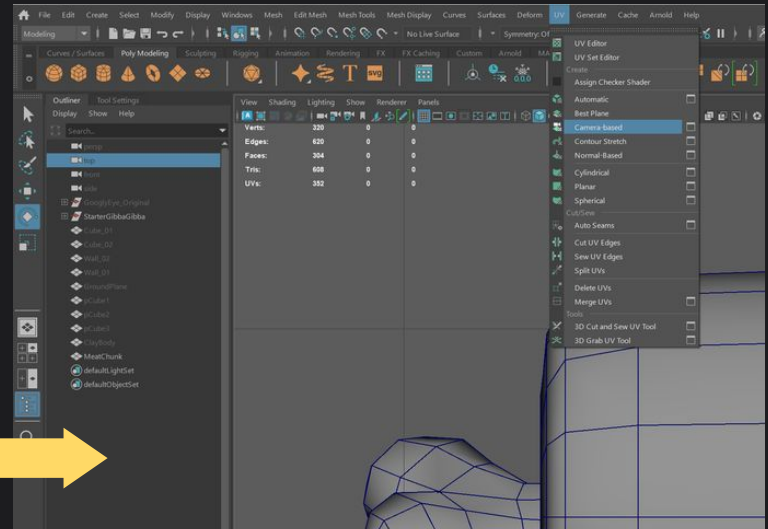 File Edit Create Select Modify Display Windows Mesh Edit Mesh Mesh Tools Mesh Display Curves Surfaces Deform UV Generate Cache Arnold Help
Modeling No Live Surface Symmetry: Of
Curves / Surfaces Poly Modeling Sculpting Rigging Animation Rendering FX FX Caching Custom Arnold MA
T svg
Outliner Tool Settings
Display Show Help
Search...
persp
top
front
side
GooglyEye_Original
StarterGibbaGibba
Cube_01
Cube_02
Wall_02
Wall_01
GroundPlane
pCube1
pCube2
pCube3
ClayBody
MeatChunk
defaultLightSet
defaultObjectSet
View Shading Lighting Show Renderer Panels
Verts: 320 0 0
Edges: 620 0 0
Faces: 304 0 0
Tris: 608 0 0
UVs: 352 0 0
UV Editor
UV Set Editor
Create
Assign Checker Shader
Automatic
Best Plane
Camera-based
Contour Stretch
Normal-Based
Cylindrical
Planar
Spherical
Cut/Sew
Auto Seams
Cut UV Edges
Sew UV Edges
Split UVs
Delete UVs
Merge UVs
Tools
3D Cut and Sew UV Tool
3D Grab UV Tool